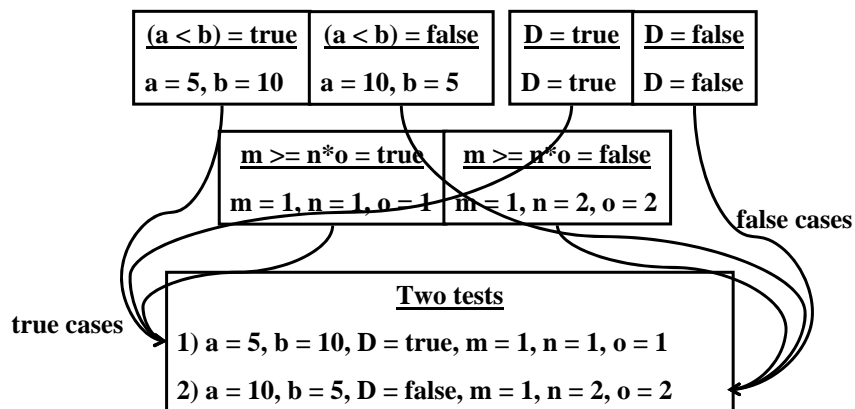 (a < b) = true (a < b) = false D = true D = false
a = 5, b = 10 a = 10, b = 5 D = true D = false
m >= n*o = true m >= n*o = false
m = 1, n = 1, o = 1 m = 1, n = 2, o = 2
false cases
Two tests
true cases
1) a = 5, b = 10, D = true, m = 1, n = 1, o = 1
2) a = 10, b = 5, D = false, m = 1, n = 2, o = 2